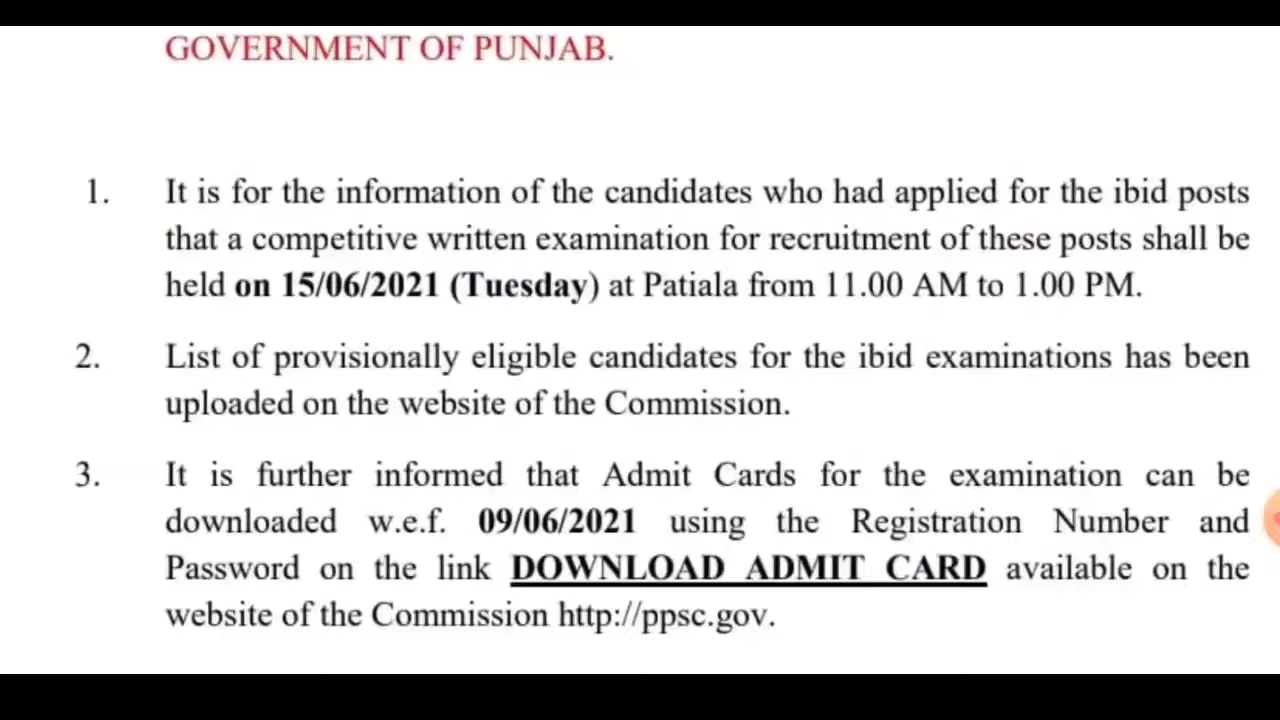 GOVERNMENT OF PUNJAB.
1. It is for the information of the candidates who had applied for the ibid posts
that a competitive written examination for recruitment of these posts shall be
held on 15/06/2021 (Tuesday) at Patiala from 11.00 AM to 1.00 PM.
2. List of provisionally eligible candidates for the ibid examinations has been
uploaded on the website of the Commission.
3. It is further informed that Admit Cards for the examination can be
downloaded w.e.f. 09/06/2021 using the Registration Number and
Password on the link DOWNLOAD ADMIT CARD available on the
website of the Commission http://ppsc.gov.